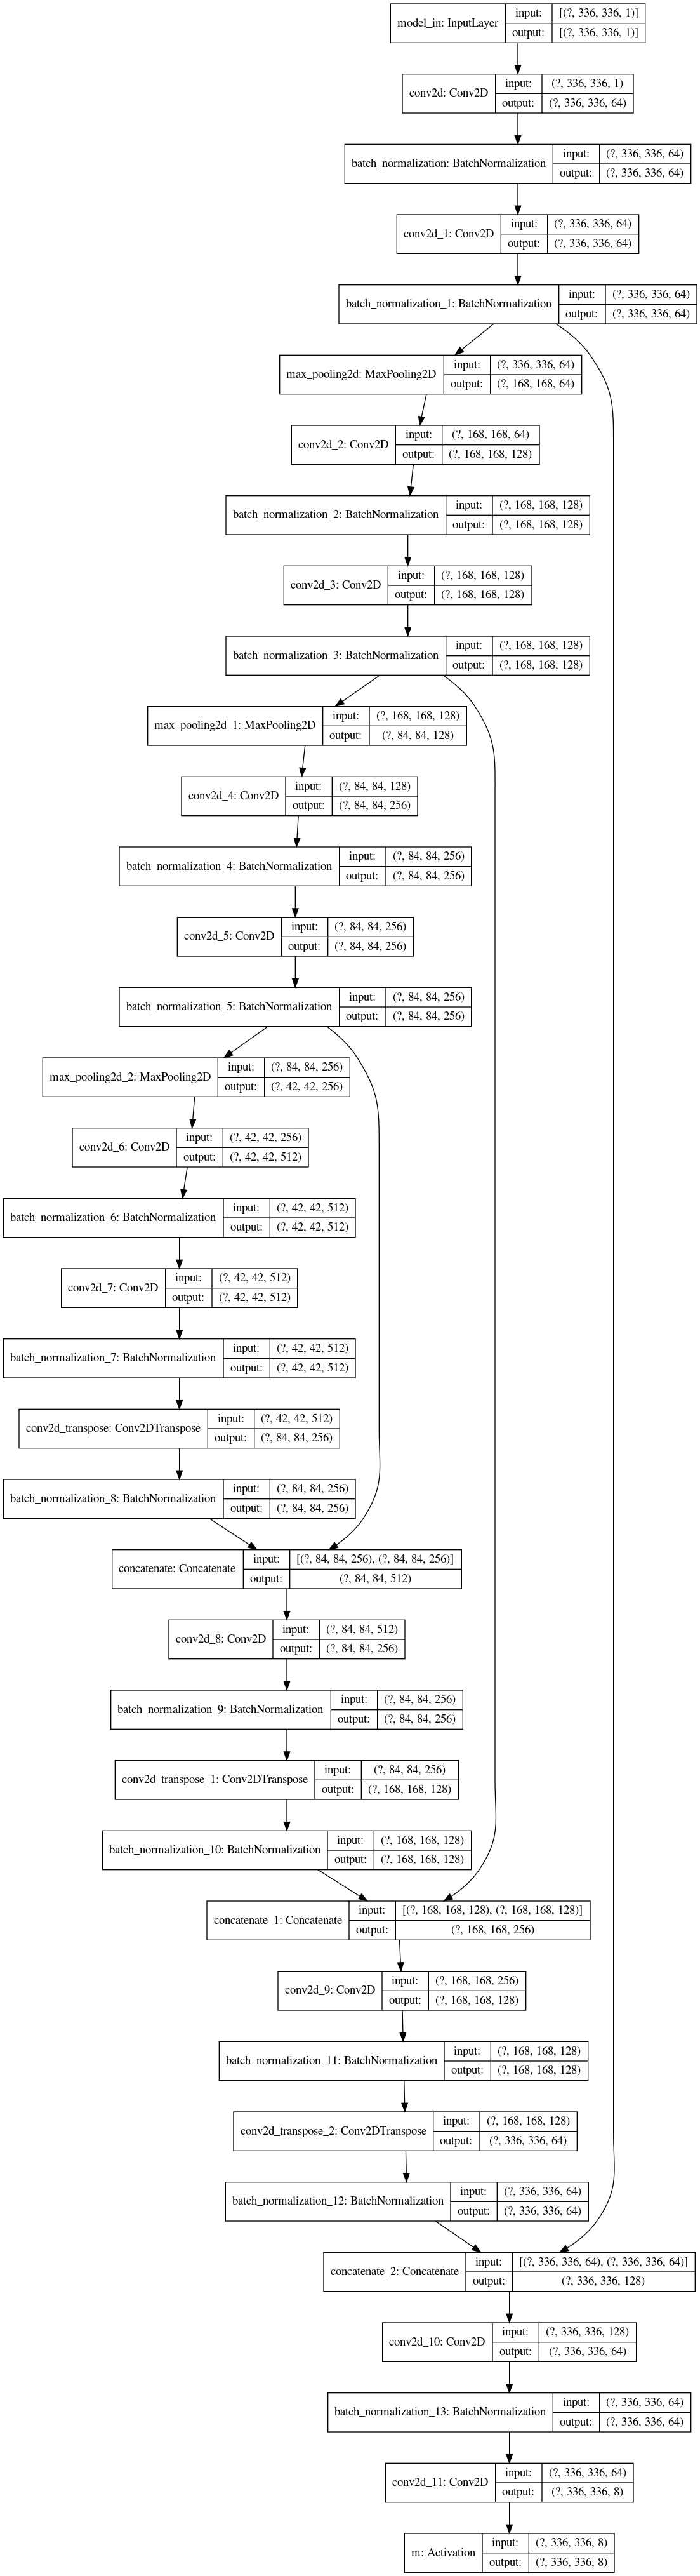 model_in: InputLayer
input: [(?, 336, 336, 1)]
output: [(?, 336, 336, 1)]
conv2d: Conv2D
input: (?, 336, 336, 1)
output: (?, 336, 336, 64)
batch_normalization: BatchNormalization
input: (?, 336, 336, 64)
output: (?, 336, 336, 64)
conv2d_1: Conv2D
input: (?, 336, 336, 64)
output: (?, 336, 336, 64)
batch_normalization_1: BatchNormalization
input: (?, 336, 336, 64)
output: (?, 336, 336, 64)
max_pooling2d: MaxPooling2D
input: (?, 336, 336, 64)
output: (?, 168, 168, 64)
conv2d_2: Conv2D
input: (?, 168, 168, 64)
output: (?, 168, 168, 128)
batch_normalization_2: BatchNormalization
input: (?, 168, 168, 128)
output: (?, 168, 168, 128)
conv2d_3: Conv2D
input: (?, 168, 168, 128)
output: (?, 168, 168, 128)
batch_normalization_3: BatchNormalization
input: (?, 168, 168, 128)
output: (?, 168, 168, 128)
max_pooling2d_1: MaxPooling2D
input: (?, 168, 168, 128)
output: (?, 84, 84, 128)
conv2d_4: Conv2D
input: (?, 84, 84, 128)
output: (?, 84, 84, 256)
batch_normalization_4: BatchNormalization
input: (?, 84, 84, 256)
output: (?, 84, 84, 256)
conv2d_5: Conv2D
input: (?, 84, 84, 256)
output: (?, 84, 84, 256)
batch_normalization_5: BatchNormalization
input: (?, 84, 84, 256)
output: (?, 84, 84, 256)
max_pooling2d_2: MaxPooling2D
input: (?, 84, 84, 256)
output: (?, 42, 42, 256)
conv2d_6: Conv2D
input: (?, 42, 42, 256)
output: (?, 42, 42, 512)
batch_normalization_6: BatchNormalization
input: (?, 42, 42, 512)
output: (?, 42, 42, 512)
conv2d_7: Conv2D
input: (?, 42, 42, 512)
output: (?, 42, 42, 512)
batch_normalization_7: BatchNormalization
input: (?, 42, 42, 512)
output: (?, 42, 42, 512)
conv2d_transpose: Conv2DTranspose
input: (?, 42, 42, 512)
output: (?, 84, 84, 256)
batch_normalization_8: BatchNormalization
input: (?, 84, 84, 256)
output: (?, 84, 84, 256)
concatenate: Concatenate
input: [(?, 84, 84, 256), (?, 84, 84, 256)]
output: (?, 84, 84, 512)
conv2d_8: Conv2D
input: (?, 84, 84, 512)
output: (?, 84, 84, 256)
batch_normalization_9: BatchNormalization
input: (?, 84, 84, 256)
output: (?, 84, 84, 256)
conv2d_transpose_1: Conv2DTranspose
input: (?, 84, 84, 256)
output: (?, 168, 168, 128)
batch_normalization_10: BatchNormalization
input: (?, 168, 168, 128)
output: (?, 168, 168, 128)
concatenate_1: Concatenate
input: [(?, 168, 168, 128), (?, 168, 168, 128)]
output: (?, 168, 168, 256)
conv2d_9: Conv2D
input: (?, 168, 168, 256)
output: (?, 168, 168, 128)
batch_normalization_11: BatchNormalization
input: (?, 168, 168, 128)
output: (?, 168, 168, 128)
conv2d_transpose_2: Conv2DTranspose
input: (?, 168, 168, 128)
output: (?, 336, 336, 64)
batch_normalization_12: BatchNormalization
input: (?, 336, 336, 64)
output: (?, 336, 336, 64)
concatenate_2: Concatenate
input: [(?, 336, 336, 64), (?, 336, 336, 64)]
output: (?, 336, 336, 128)
conv2d_10: Conv2D
input: (?, 336, 336, 128)
output: (?, 336, 336, 64)
batch_normalization_13: BatchNormalization
input: (?, 336, 336, 64)
output: (?, 336, 336, 64)
conv2d_11: Conv2D
input: (?, 336, 336, 64)
output: (?, 336, 336, 8)
m: Activation
input: (?, 336, 336, 8)
output: (?, 336, 336, 8)